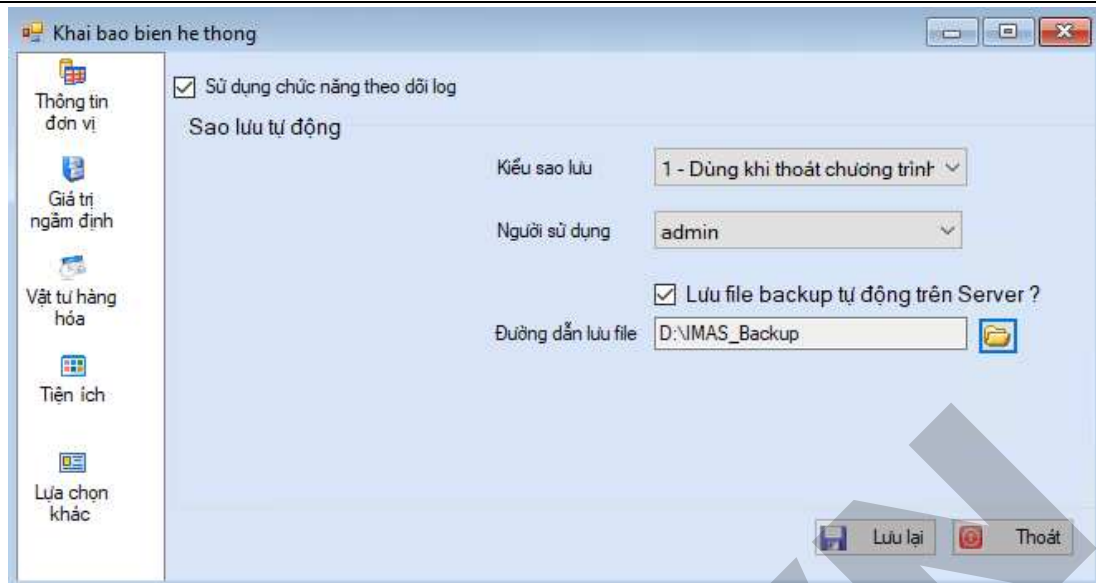 Khai bao bien he thong
Thông tin
đơn vị
Giá trị
ngầm định
Vật tư hàng
hóa
Tiện ích
Lựa chọn
khác
Sử dụng chức năng theo dõi log
Sao lưu tự động
Kiểu sao lưu
1 - Dùng khi thoát chương trình
Người sử dụng
admin
Lưu file backup tự động trên Server ?
Đường dẫn lưu file
D:\IMAS_Backup
Lưu lại
Thoát